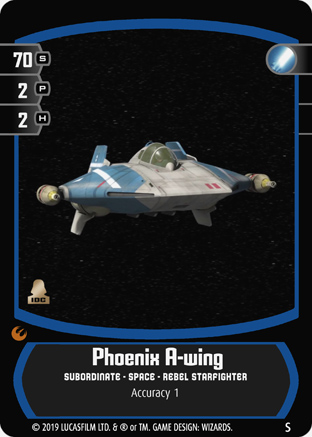 70 S
2 P
2 H
IDC
Phoenix A-wing
SUBORDINATE - SPACE - REBEL STARFIGHTER
Accuracy 1
© 2019 LUCASFILM LTD. & ® or TM. GAME DESIGN: WIZARDS. S